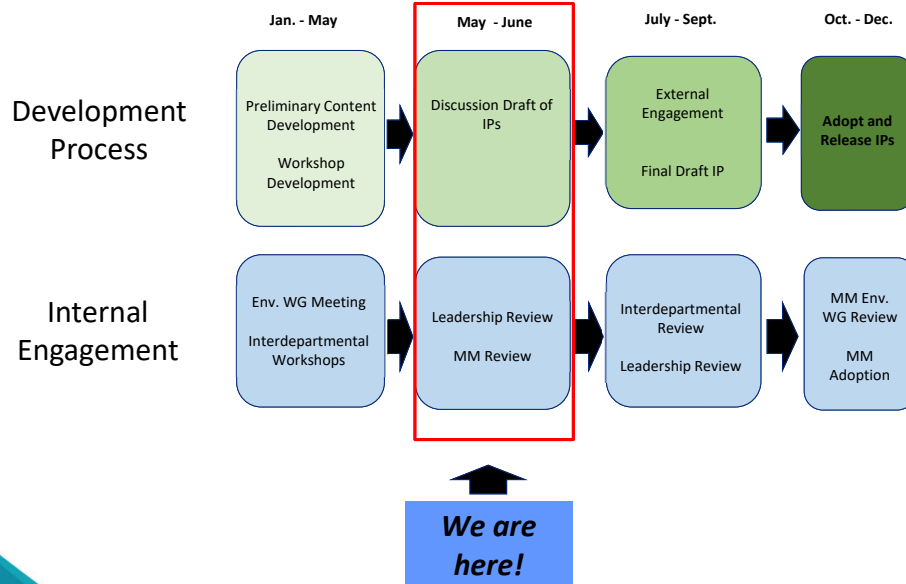 Jan. - May
May - June
July - Sept.
Oct. - Dec.
Development
Process
Preliminary Content
Development
Workshop
Development
Discussion Draft of
IPs
External
Engagement
Final Draft IP
Adopt and
Release IPs
Internal
Engagement
Env. WG Meeting
Interdepartmental
Workshops
Leadership Review
MM Review
Interdepartmental
Review
Leadership Review
MM Env.
WG Review
MM
Adoption
We are
here!